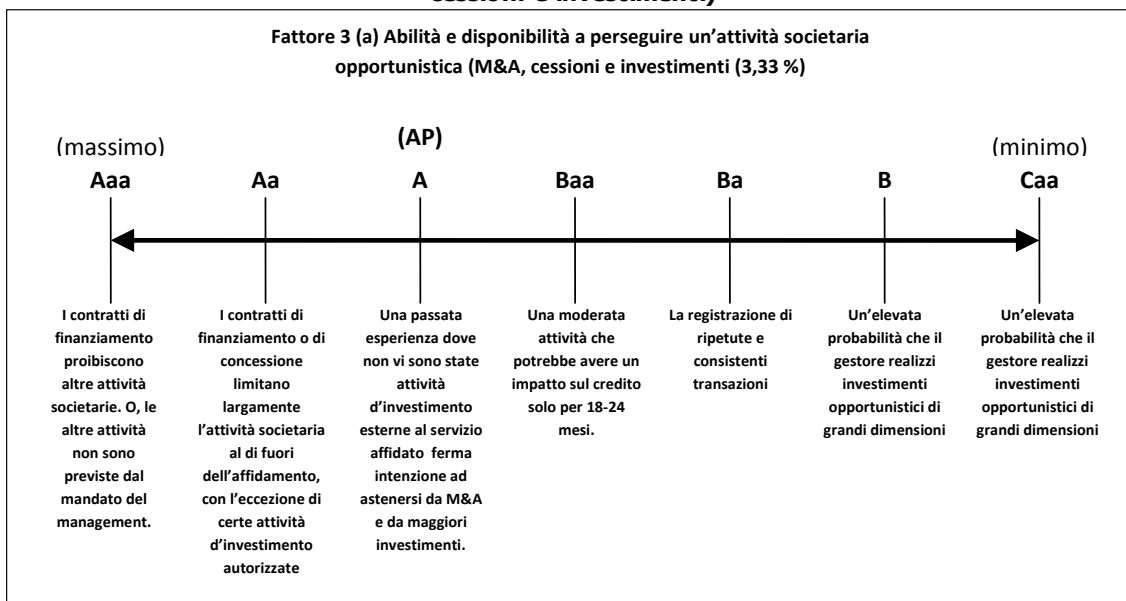 cessioni e investimenti)
Fattore 3 (a) Abilità e disponibilità a perseguire un’attività societaria
opportunistica (M&A, cessioni e investimenti (3,33 %)
(massimo)
(AP)
(minimo)
Aaa
Aa
A
Baa
Ba
B
Caa
I contratti di
finanziamento
proibiscono
altre attività
societarie. O, le
altre attività
non sono
previste dal
mandato del
management.
I contratti di
finanziamento o di
concessione
limitano
largamente
l’attività societaria
al di fuori
dell’affidamento,
con l’eccezione di
certe attività
d’investimento
autorizzate
Una passata
esperienza dove
non vi sono state
attività
d’investimento
esterne al servizio
affidato ferma
intenzione ad
astenersi da M&A
e da maggiori
investimenti.
Una moderata
attività che
potrebbe avere un
impatto sul credito
solo per 18-24
mesi.
La registrazione di
ripetute e
consistenti
transazioni
Un’elevata
probabilità che il
gestore realizzi
investimenti
opportunistici di
grandi dimensioni
Un’elevata
probabilità che il
gestore realizzi
investimenti
opportunistici di
grandi dimensioni